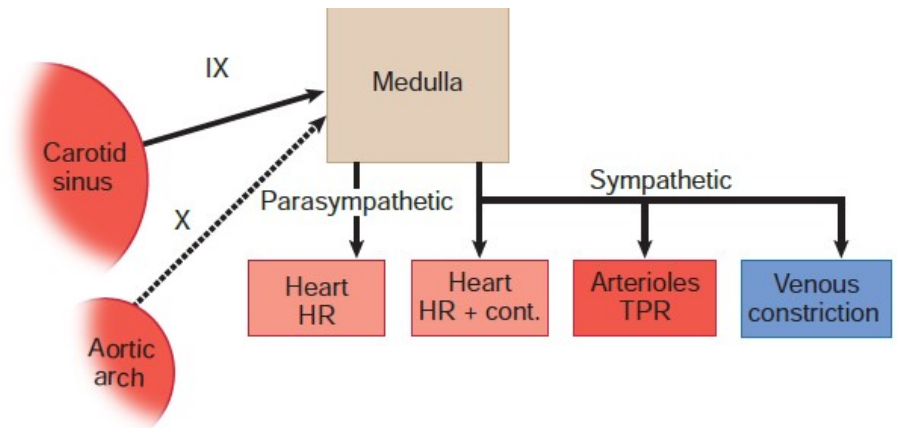 IX
Medulla
Carotid
sinus
X
Parasympathetic
Sympathetic
Heart
HR
Heart
HR + cont.
Arterioles
TPR
Venous
constriction
Aortic
arch